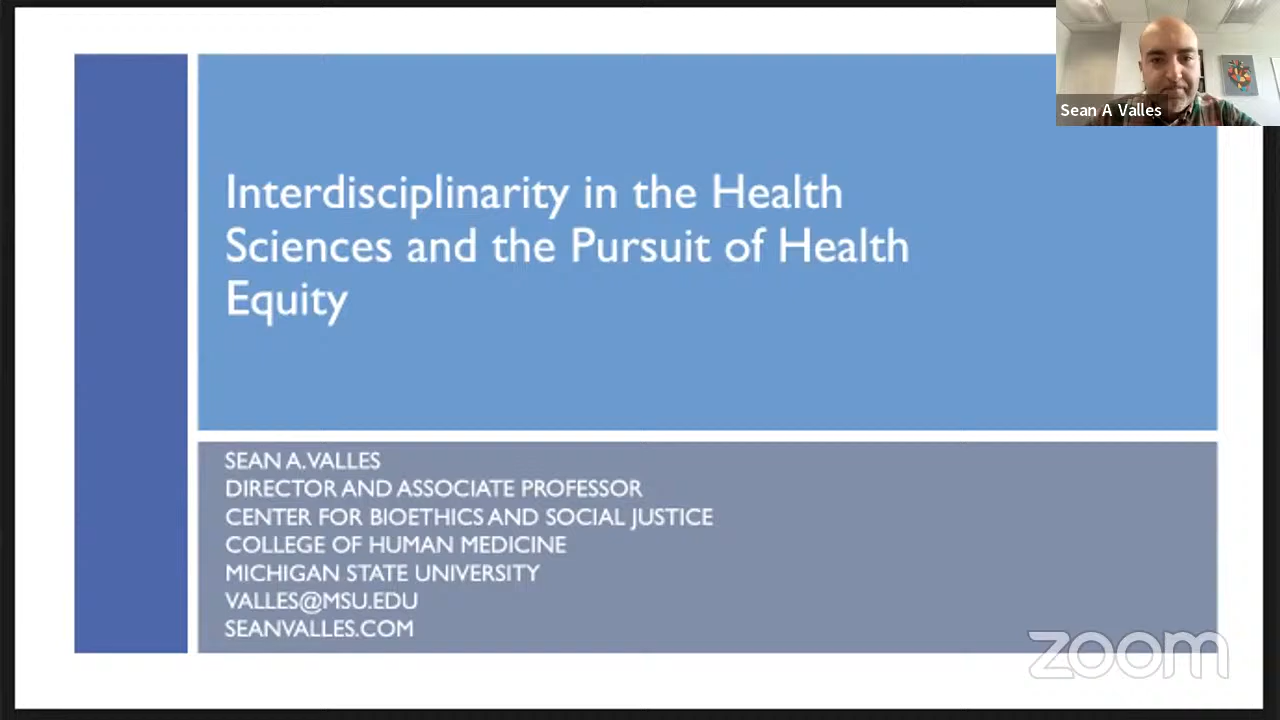 Sean A Valles
Interdisciplinarity in the Health
Sciences and the Pursuit of Health
Equity
SEAN A. VALLES
DIRECTOR AND ASSOCIATE PROFESSOR
CENTER FOR BIOETHICS AND SOCIAL JUSTICE
COLLEGE OF HUMAN MEDICINE
MICHIGAN STATE UNIVERSITY
VALLES@MSU.EDU
SEANVALLES.COM
zoom